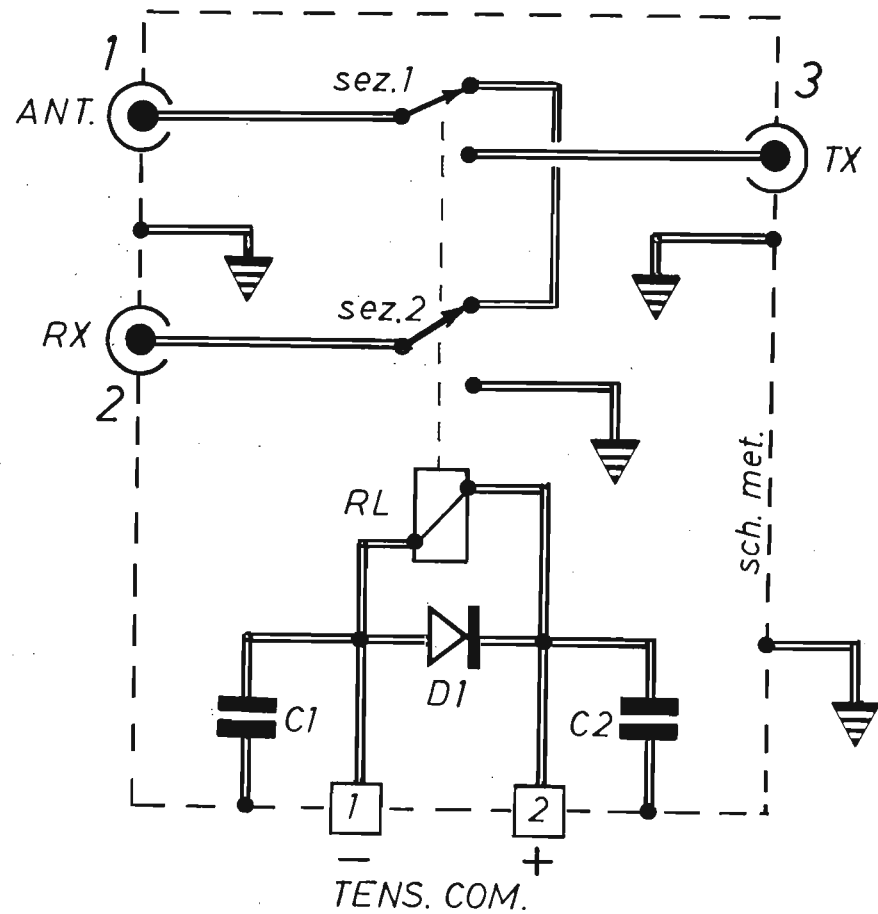 1
ANT.
sez.1
3
TX
RX
2
sez.2
RL
sch. met.
D1
C1
C2
1
2
– +
TENS. COM.